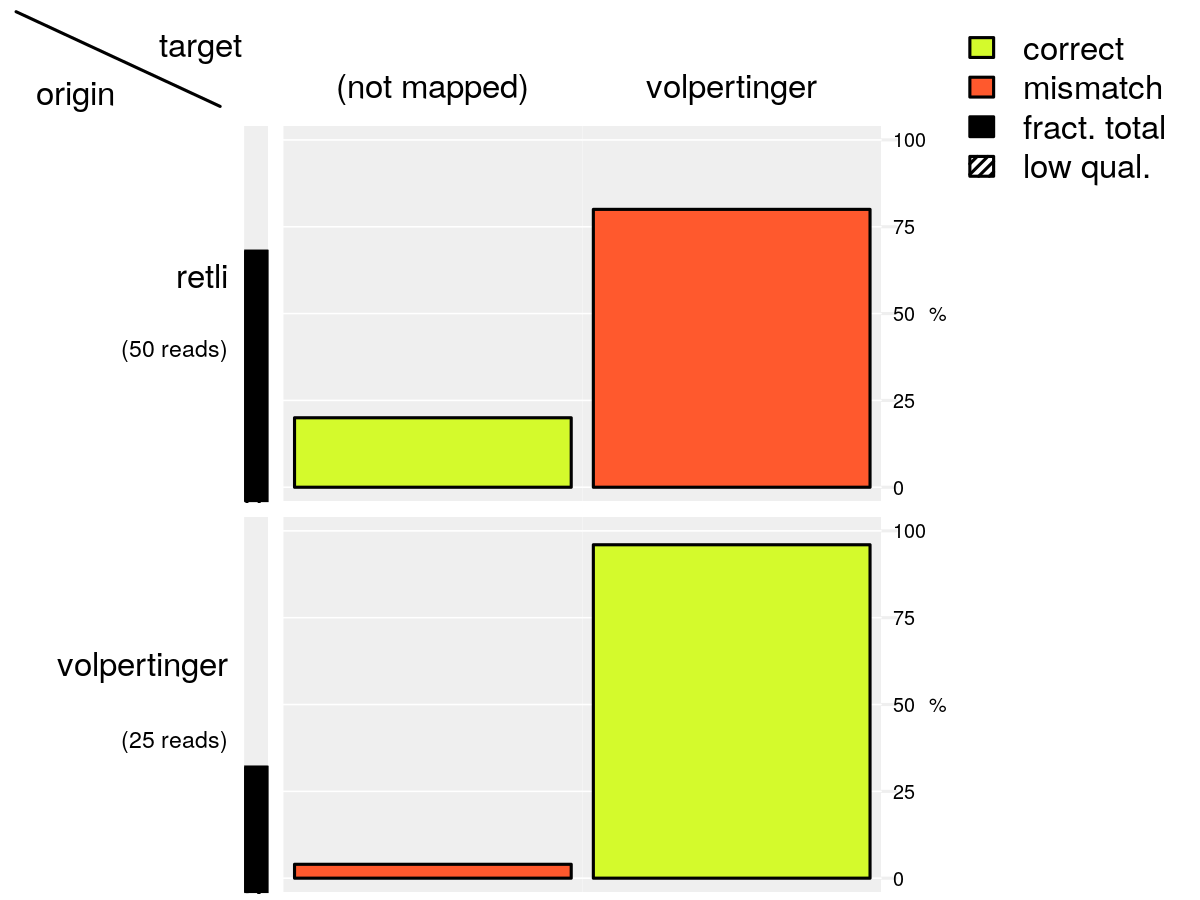 target
origin
(not mapped)
volpertinger
correct
mismatch
fract. total
low qual.
retli
(50 reads)
100
75
50 %
25
0
volpertinger
(25 reads)
100
75
50 %
25
0